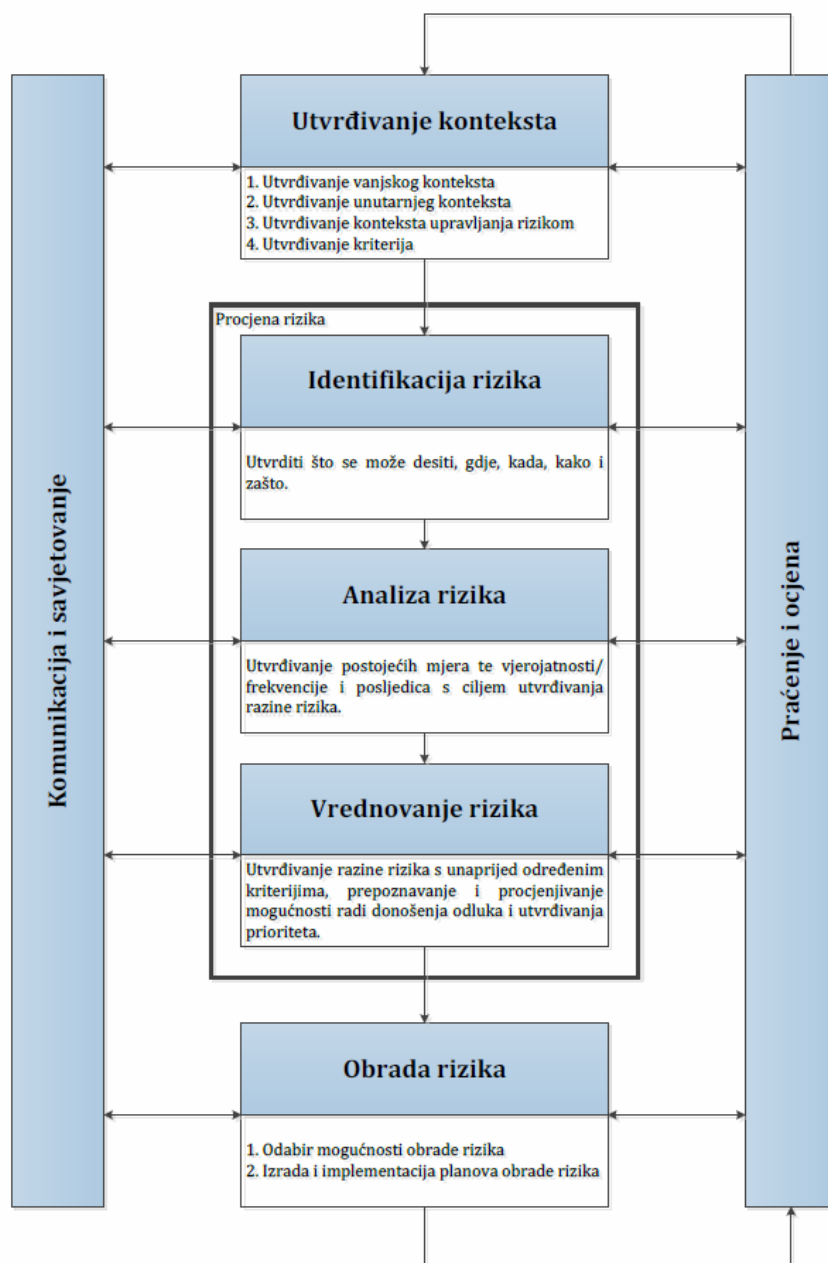 Utvrđivanje konteksta
1. Utvrđivanje vanjskog konteksta
2. Utvrđivanje unutarnjeg konteksta
3. Utvrđivanje konteksta upravljanja rizikom
4. Utvrđivanje kriterija
Procjena rizika
Identifikacija rizika
Utvrditi što se može desiti, gdje, kada, kako i
zašto.
Analiza rizika
Utvrđivanje postojećih mjera te vjerojatnosti/
frekvencije i posljedica s ciljem utvrđivanja
razine rizika.
Vrednovanje rizika
Utvrđivanje razine rizika s unaprijed određenim
kriterijima, prepoznavanje i procjenjivanje
mogućnosti radi donošenja odluka i utvrđivanja
prioriteta.
Obrada rizika
1. Odabir mogućnosti obrade rizika
2. Izrada i implementacija planova obrade rizika
Komunikacija i savjetovanje
Praćenje i ocjena